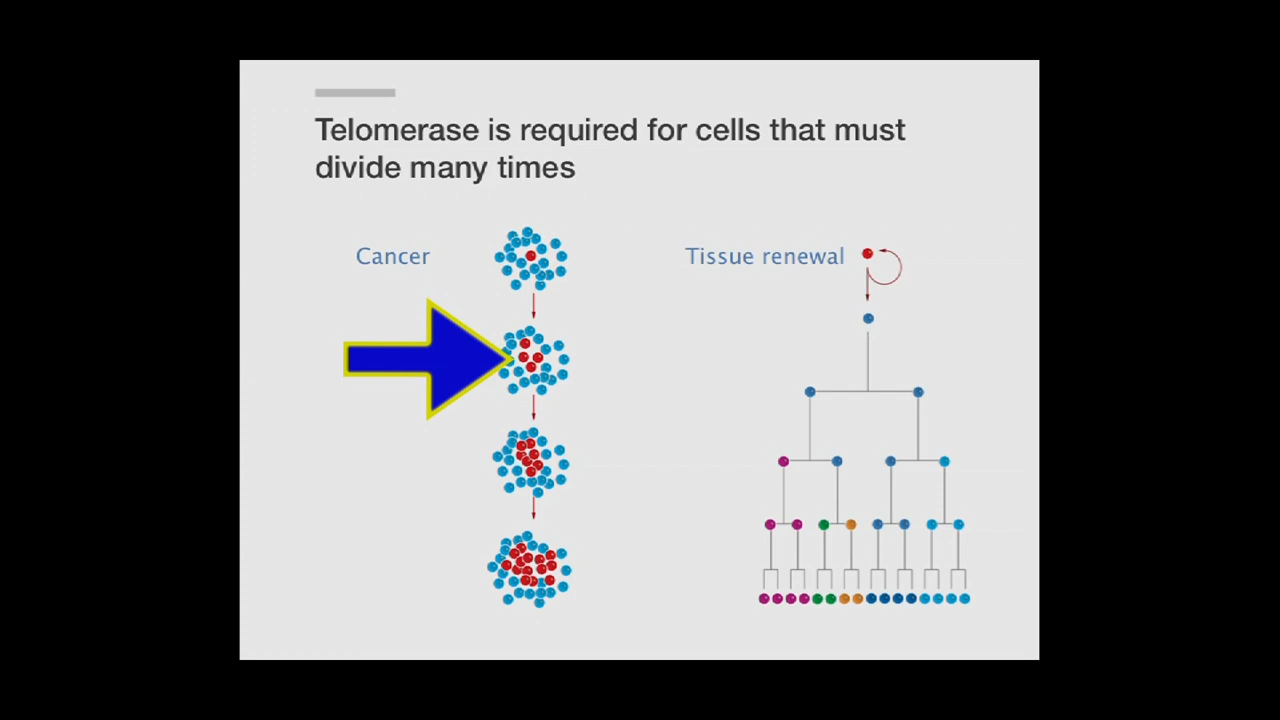 Telomerase is required for cells that must
divide many times
Cancer
Tissue renewal